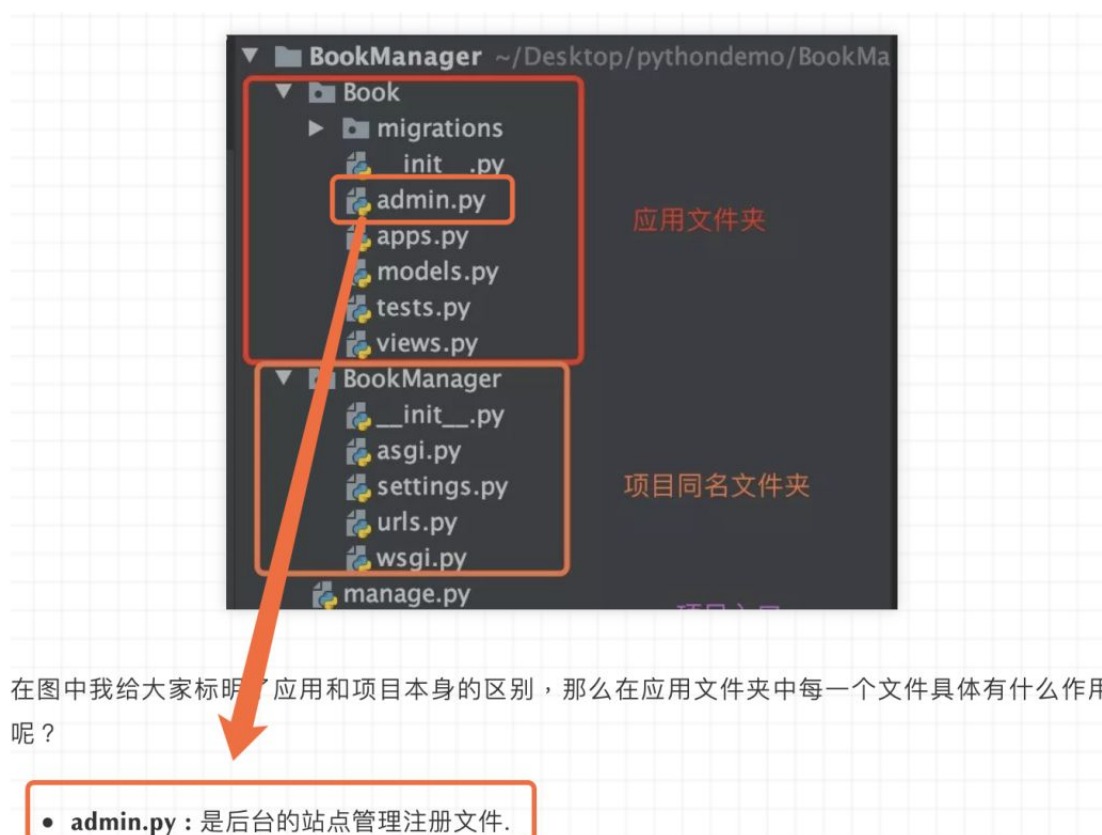 BookManager ~/Desktop/pythondemo/BookMa
Book
migrations
__init__.py
admin.py
应用文件夹
apps.py
models.py
tests.py
views.py
BookManager
__init__.py
asgi.py
settings.py
项目同名文件夹
urls.py
wsgi.py
manage.py
在图中我给大家标明了应用和项目本身的区别，那么在应用文件夹中每一个文件具体有什么作用
呢？
• admin.py：是后台的站点管理注册文件.